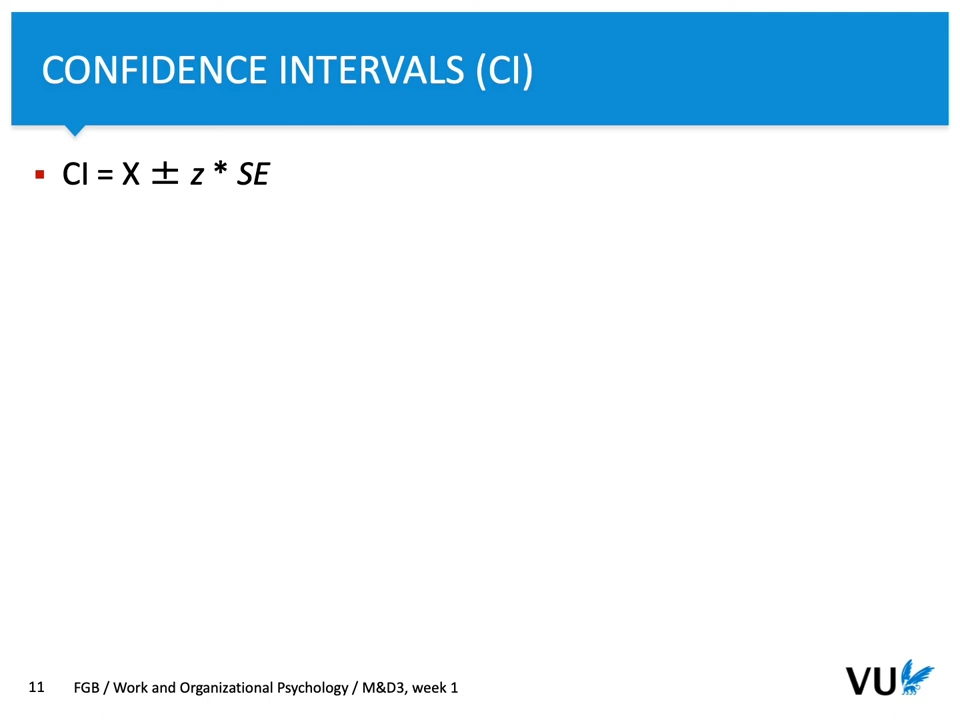 CONFIDENCE INTERVALS (CI)
▪ CI = X ± z * SE
11 FGB / Work and Organizational Psychology / M&D3, week 1
VU